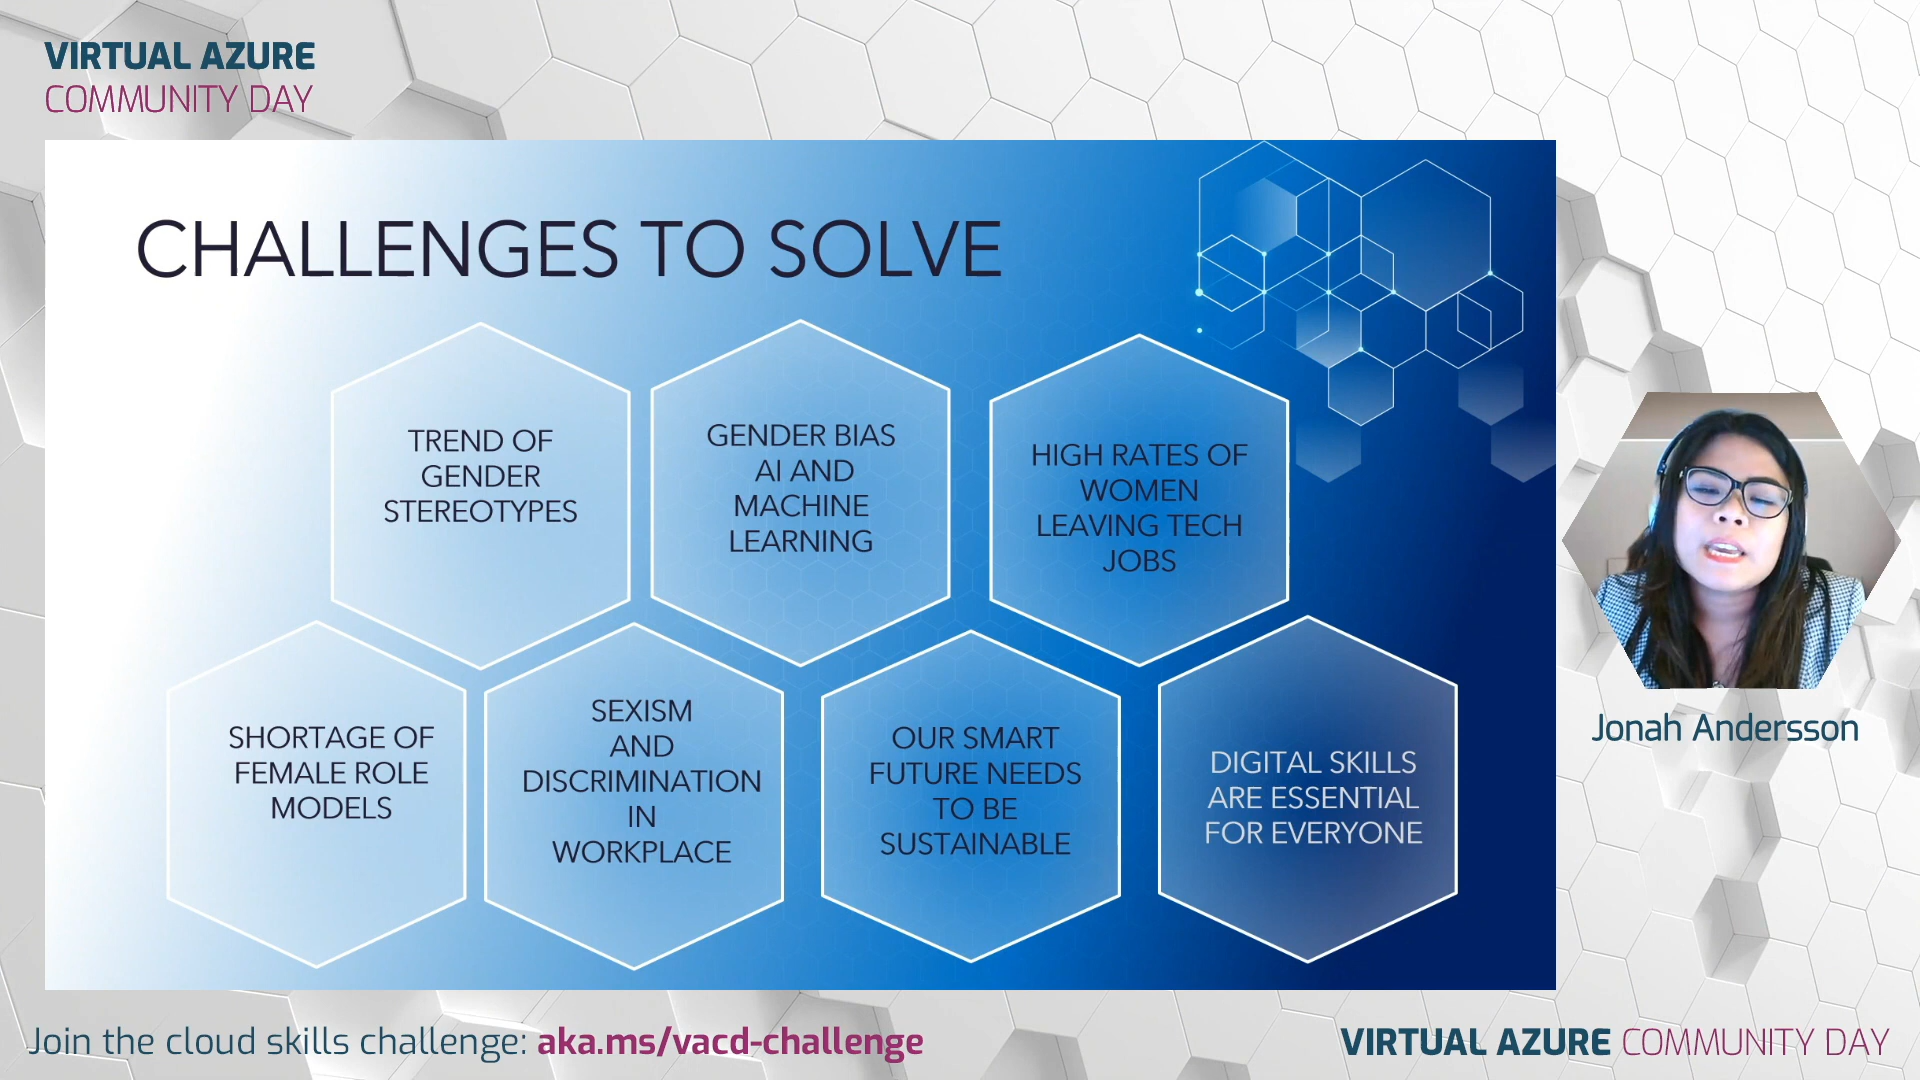 VIRTUAL AZURE
COMMUNITY DAY
CHALLENGES TO SOLVE
TREND OF
GENDER
STEREOTYPES
GENDER BIAS
AI AND
MACHINE
LEARNING
HIGH RATES OF
WOMEN
LEAVING TECH
JOBS
SHORTAGE OF
FEMALE ROLE
MODELS
SEXISM
AND
DISCRIMINATION
IN
WORKPLACE
OUR SMART
FUTURE NEEDS
TO BE
SUSTAINABLE
DIGITAL SKILLS
ARE ESSENTIAL
FOR EVERYONE
Jonah Andersson
Join the cloud skills challenge: aka.ms/vacd-challenge
VIRTUAL AZURE COMMUNITY DAY